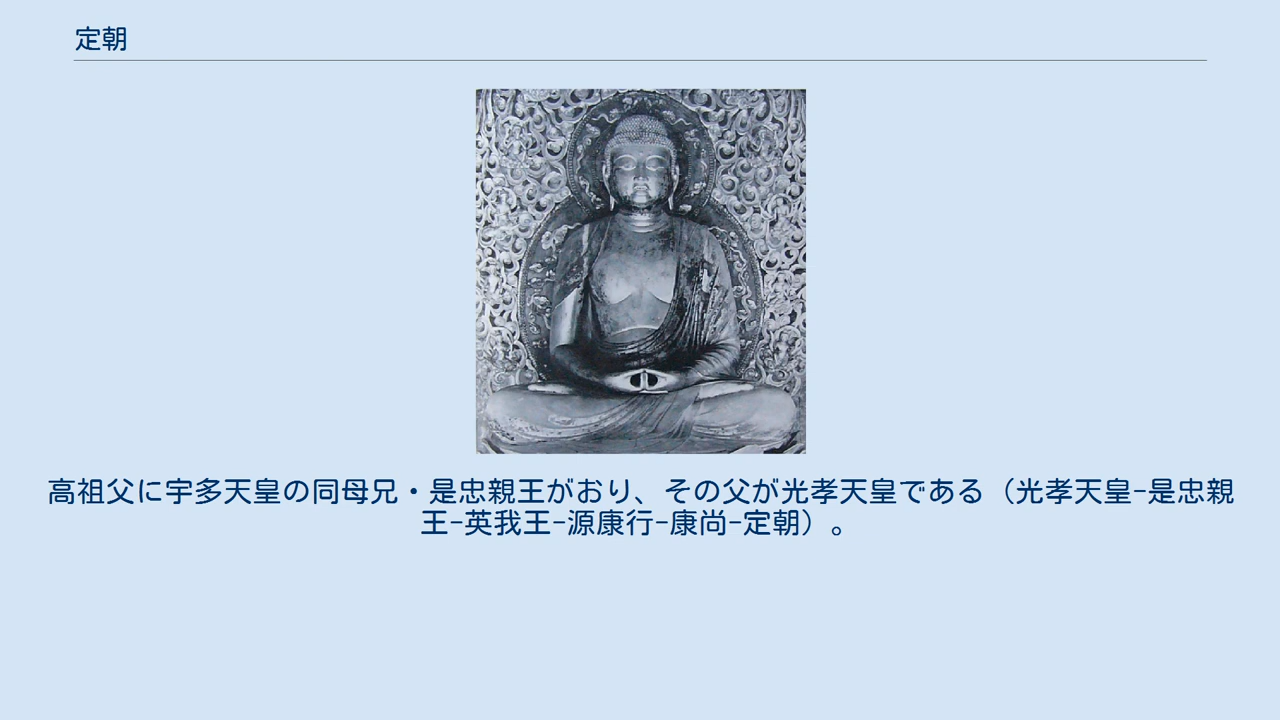 定朝
高祖父に宇多天皇の同母兄・是忠親王がおり、その父が光孝天皇である（光孝天皇-是忠親
王-英我王-源康行-康尚-定朝）。